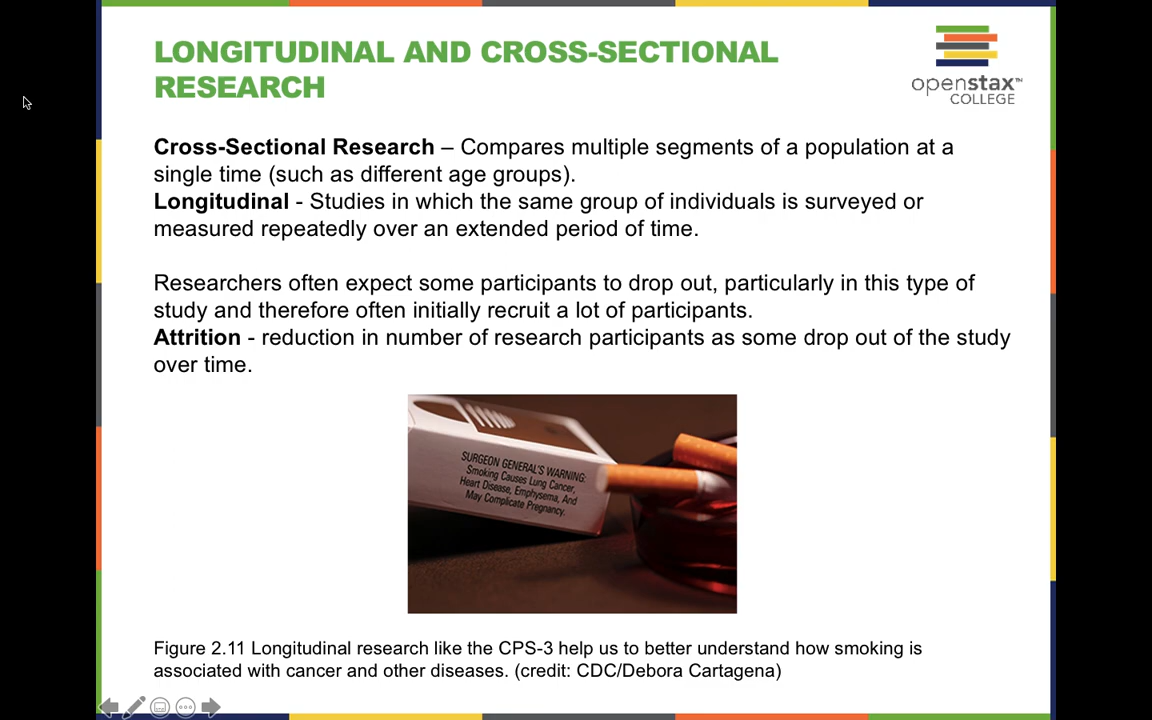 LONGITUDINAL AND CROSS-SECTIONAL
RESEARCH
openstax™
COLLEGE
Cross-Sectional Research – Compares multiple segments of a population at a
single time (such as different age groups).
Longitudinal - Studies in which the same group of individuals is surveyed or
measured repeatedly over an extended period of time.
Researchers often expect some participants to drop out, particularly in this type of
study and therefore often initially recruit a lot of participants.
Attrition - reduction in number of research participants as some drop out of the study
over time.
SURGEON GENERAL'S WARNING:
Smoking Causes Lung Cancer,
Heart Disease, Emphysema, And
May Complicate Pregnancy.
Figure 2.11 Longitudinal research like the CPS-3 help us to better understand how smoking is
associated with cancer and other diseases. (credit: CDC/Debora Cartagena)